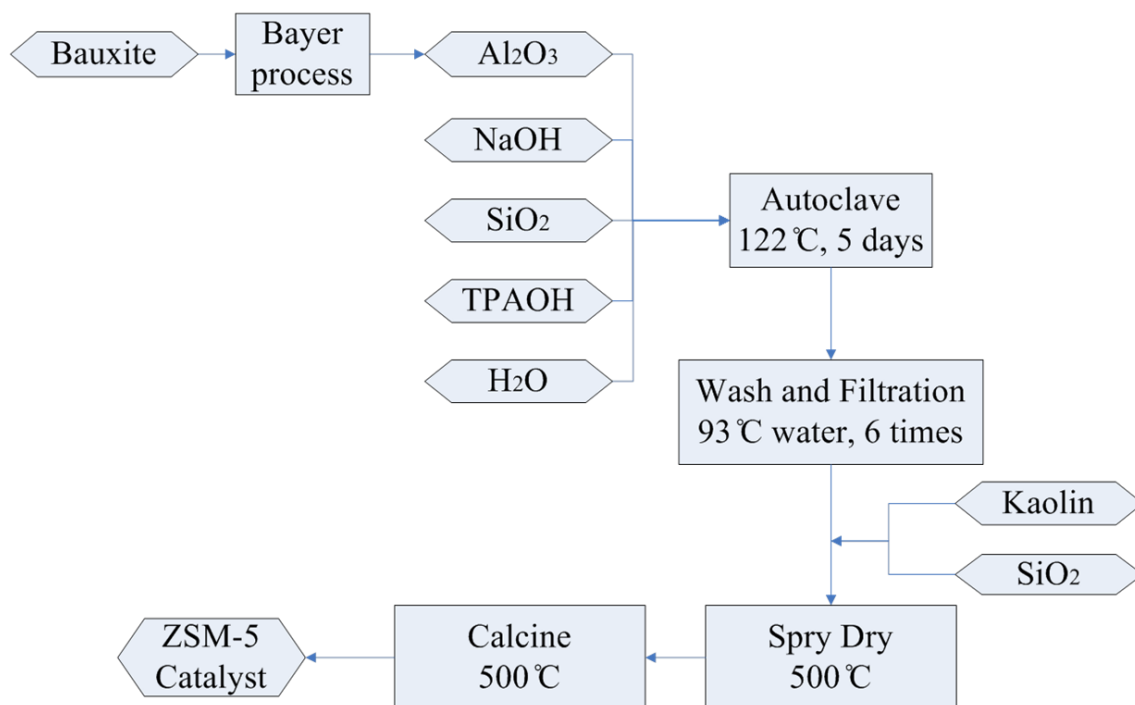 Bauxite
Bayer
process
Al2O3
NaOH
SiO2
TPAOH
H2O
Autoclave
122℃, 5 days
Wash and Filtration
93℃ water, 6 times
Kaolin
SiO2
Spry Dry
500℃
Calcine
500℃
ZSM-5
Catalyst